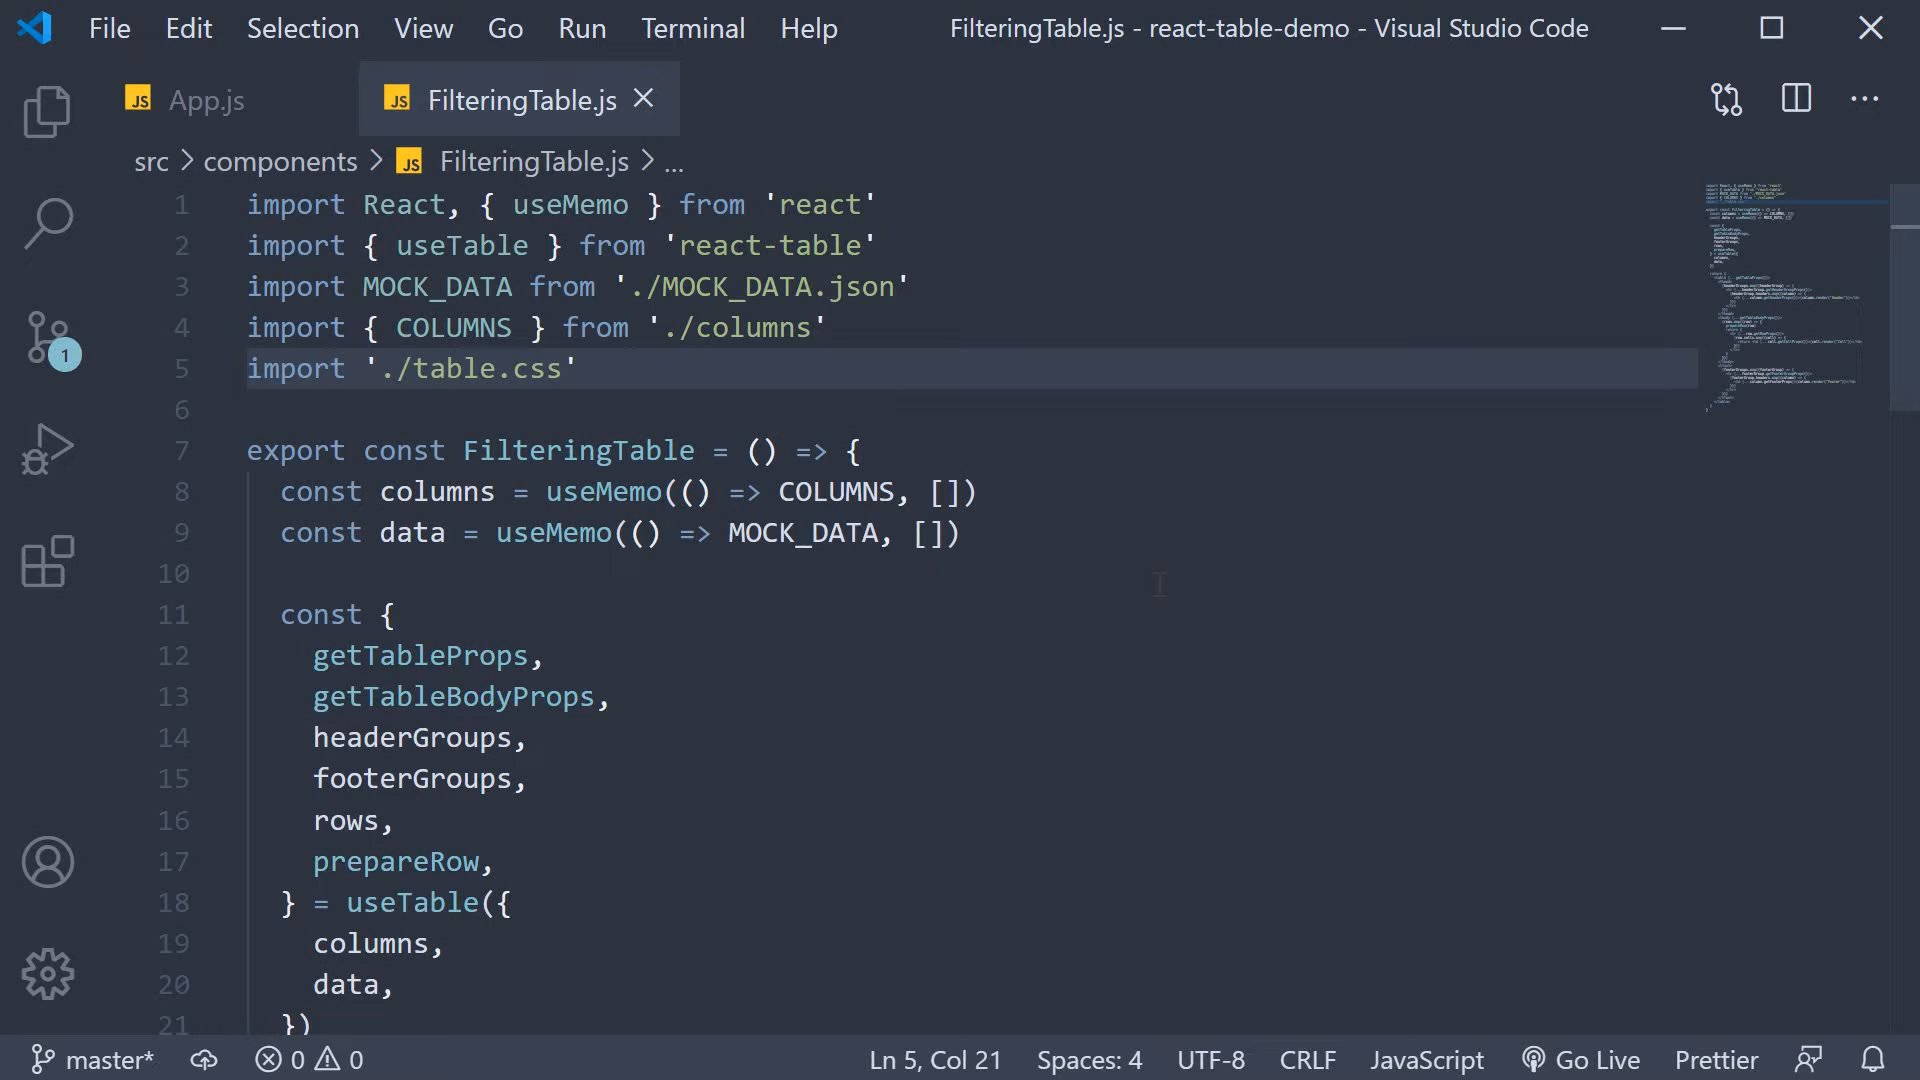 File Edit Selection View Go Run Terminal Help FilteringTable.js - react-table-demo - Visual Studio Code
JS App.js JS FilteringTable.js
src > components > JS FilteringTable.js > ...
1 import React, { useMemo } from 'react'
2 import { useTable } from 'react-table'
3 import MOCK_DATA from './MOCK_DATA.json'
4 import { COLUMNS } from './columns'
5 import './table.css'
6
7 export const FilteringTable = () => {
8 const columns = useMemo(() => COLUMNS, [])
9 const data = useMemo(() => MOCK_DATA, [])
10
11 const {
12 getTableProps,
13 getTableBodyProps,
14 headerGroups,
15 footerGroups,
16 rows,
17 prepareRow,
18 } = useTable({
19 columns,
20 data,
21 })
1
master* 0 0 Ln 5, Col 21 Spaces: 4 UTF-8 CRLF JavaScript Go Live Prettier